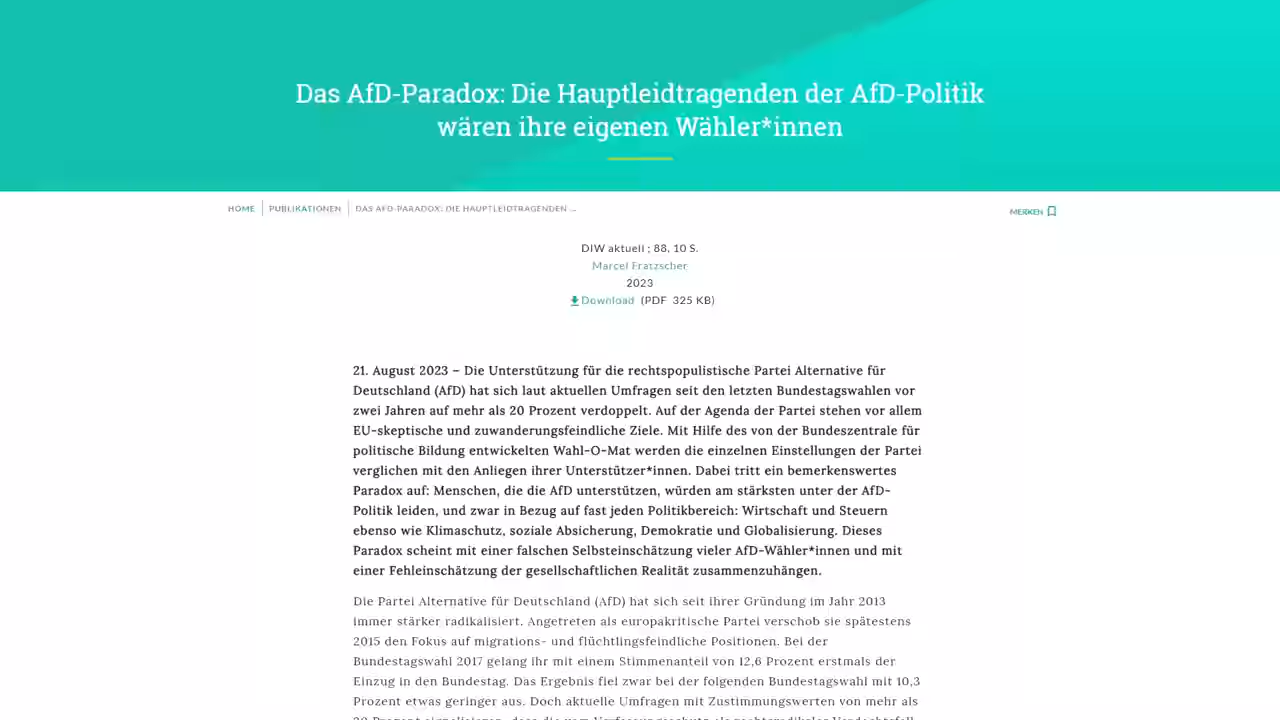 Das AfD-Paradox: Die Hauptleidtragenden der AfD-Politik
wären ihre eigenen Wähler*innen
HOME
PUBLIKATIONEN
DAS AFD-PARADOX: DIE HAUPTLEIDTRAGENDEN ...
MERKEN
DIW aktuell ; 88, 10 S.
Marcel Fratzscher
2023
Download (PDF 325 KB)
21. August 2023 – Die Unterstützung für die rechtspopulistische Partei Alternative für
Deutschland (AfD) hat sich laut aktuellen Umfragen seit den letzten Bundestagswahlen vor
zwei Jahren auf mehr als 20 Prozent verdoppelt. Auf der Agenda der Partei stehen vor allem
EU-skeptische und zuwanderungsfeindliche Ziele. Mit Hilfe des von der Bundeszentrale für
politische Bildung entwickelten Wahl-O-Mat werden die einzelnen Einstellungen der Partei
verglichen mit den Anliegen ihrer Unterstützer*innen. Dabei tritt ein bemerkenswertes
Paradox auf: Menschen, die die AfD unterstützen, würden am stärksten unter der AfD-
Politik leiden, und zwar in Bezug auf fast jeden Politikbereich: Wirtschaft und Steuern
ebenso wie Klimaschutz, soziale Absicherung, Demokratie und Globalisierung. Dieses
Paradox scheint mit einer falschen Selbsteinschätzung vieler AfD-Wähler*innen und mit
einer Fehleinschätzung der gesellschaftlichen Realität zusammenzuhängen.
Die Partei Alternative für Deutschland (AfD) hat sich seit ihrer Gründung im Jahr 2013
immer stärker radikalisiert. Angetreten als europakritische Partei verschob sie spätestens
2015 den Fokus auf migrations- und flüchtlingsfeindliche Positionen. Bei der
Bundestagswahl 2017 gelang ihr mit einem Stimmenanteil von 12,6 Prozent erstmals der
Einzug in den Bundestag. Das Ergebnis fiel zwar bei der folgenden Bundestagswahl mit 10,3
Prozent etwas geringer aus. Doch aktuelle Umfragen mit Zustimmungswerten von mehr als